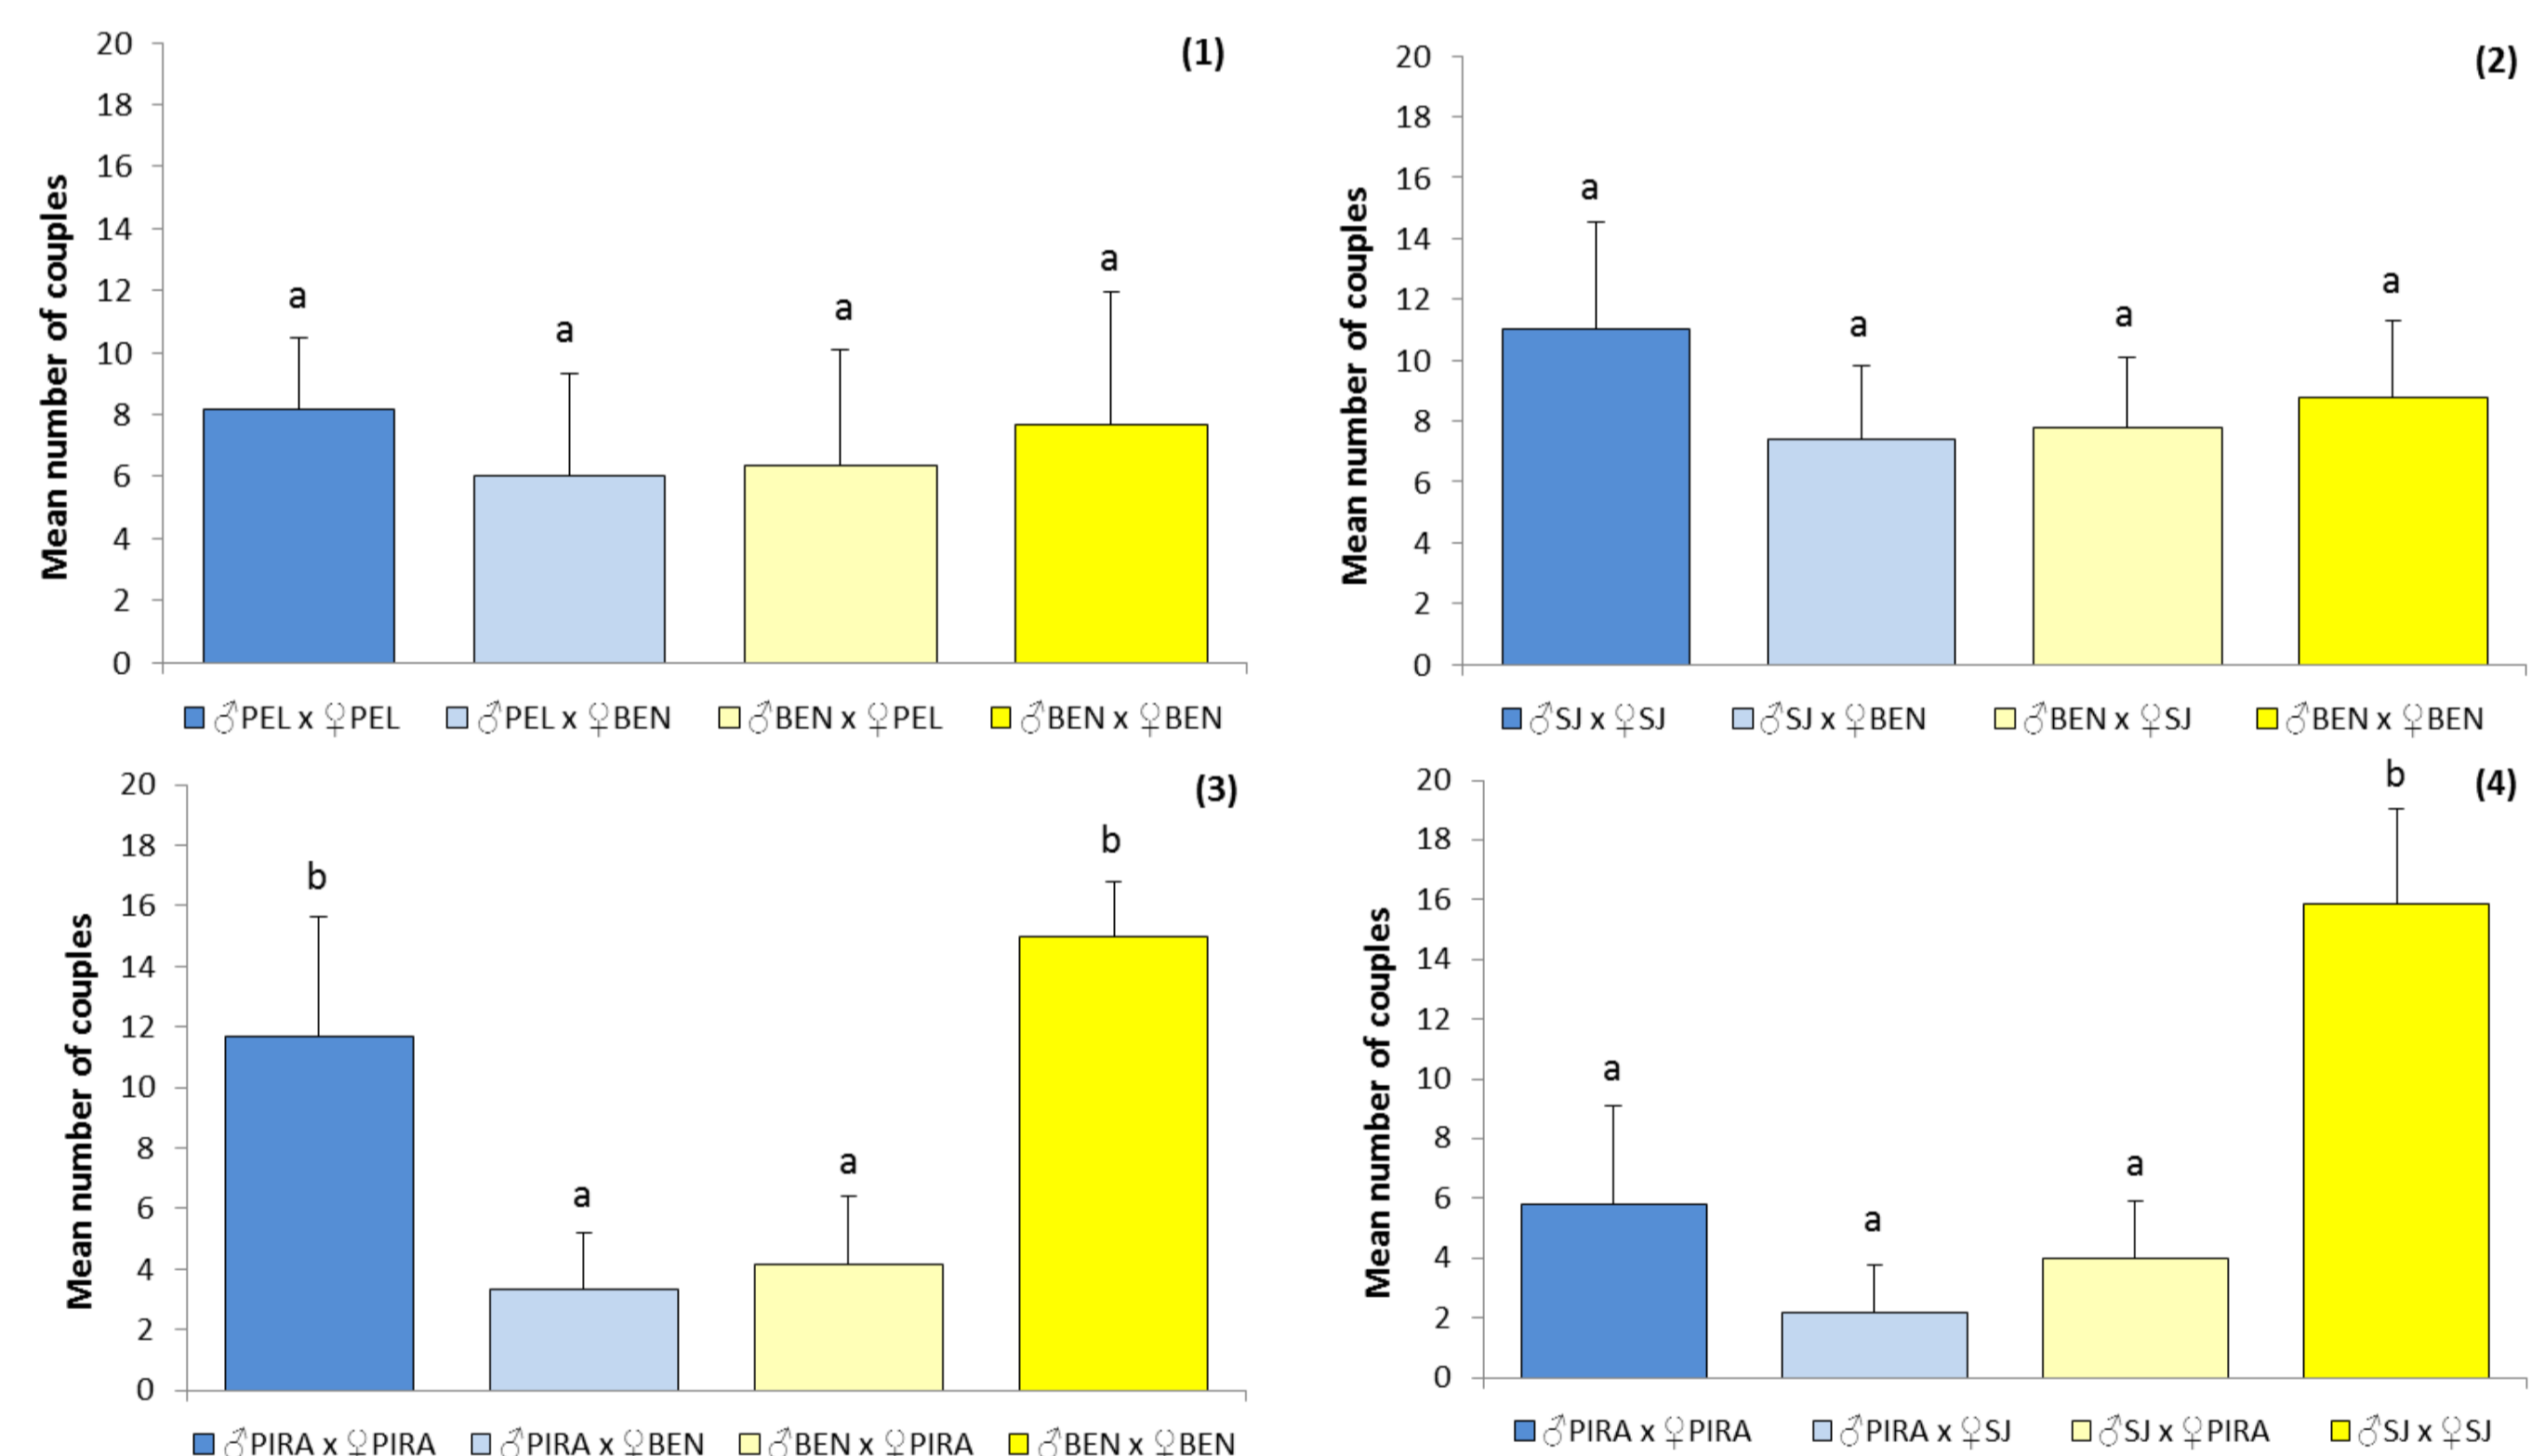 (1)
Mean number of couples
20
18
16
14
12
10
8
6
4
2
0
a
a
a
a
♂PEL x ♀PEL ♂PEL x ♀BEN ♂BEN x ♀PEL ♂BEN x ♀BEN
(2)
Mean number of couples
20
18
16
14
12
10
8
6
4
2
0
a
a
a
a
♂SJ x ♀SJ ♂SJ x ♀BEN ♂BEN x ♀SJ ♂BEN x ♀BEN
(3)
Mean number of couples
20
18
16
14
12
10
8
6
4
2
0
b
a
a
b
♂PIRA x ♀PIRA ♂PIRA x ♀BEN ♂BEN x ♀PIRA ♂BEN x ♀BEN
(4)
Mean number of couples
20
18
16
14
12
10
8
6
4
2
0
a
a
a
b
♂PIRA x ♀PIRA ♂PIRA x ♀SJ ♂SJ x ♀PIRA ♂SJ x ♀SJ